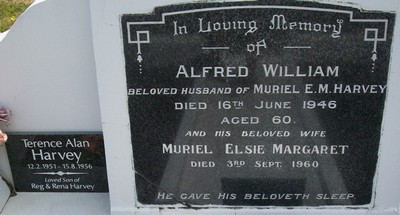 In Loving Memory
of
ALFRED WILLIAM
BELOVED HUSBAND OF MURIEL E.M. HARVEY
DIED 16TH JUNE 1946
AGED 60.
AND HIS BELOVED WIFE
MURIEL ELSIE MARGARET
DIED 3RD SEPT. 1960
HE GAVE HIS BELOVETH SLEEP
Terence Alan
Harvey
12.2.1951 - 15.8.1956
Loved Son of
Reg & Rena Harvey